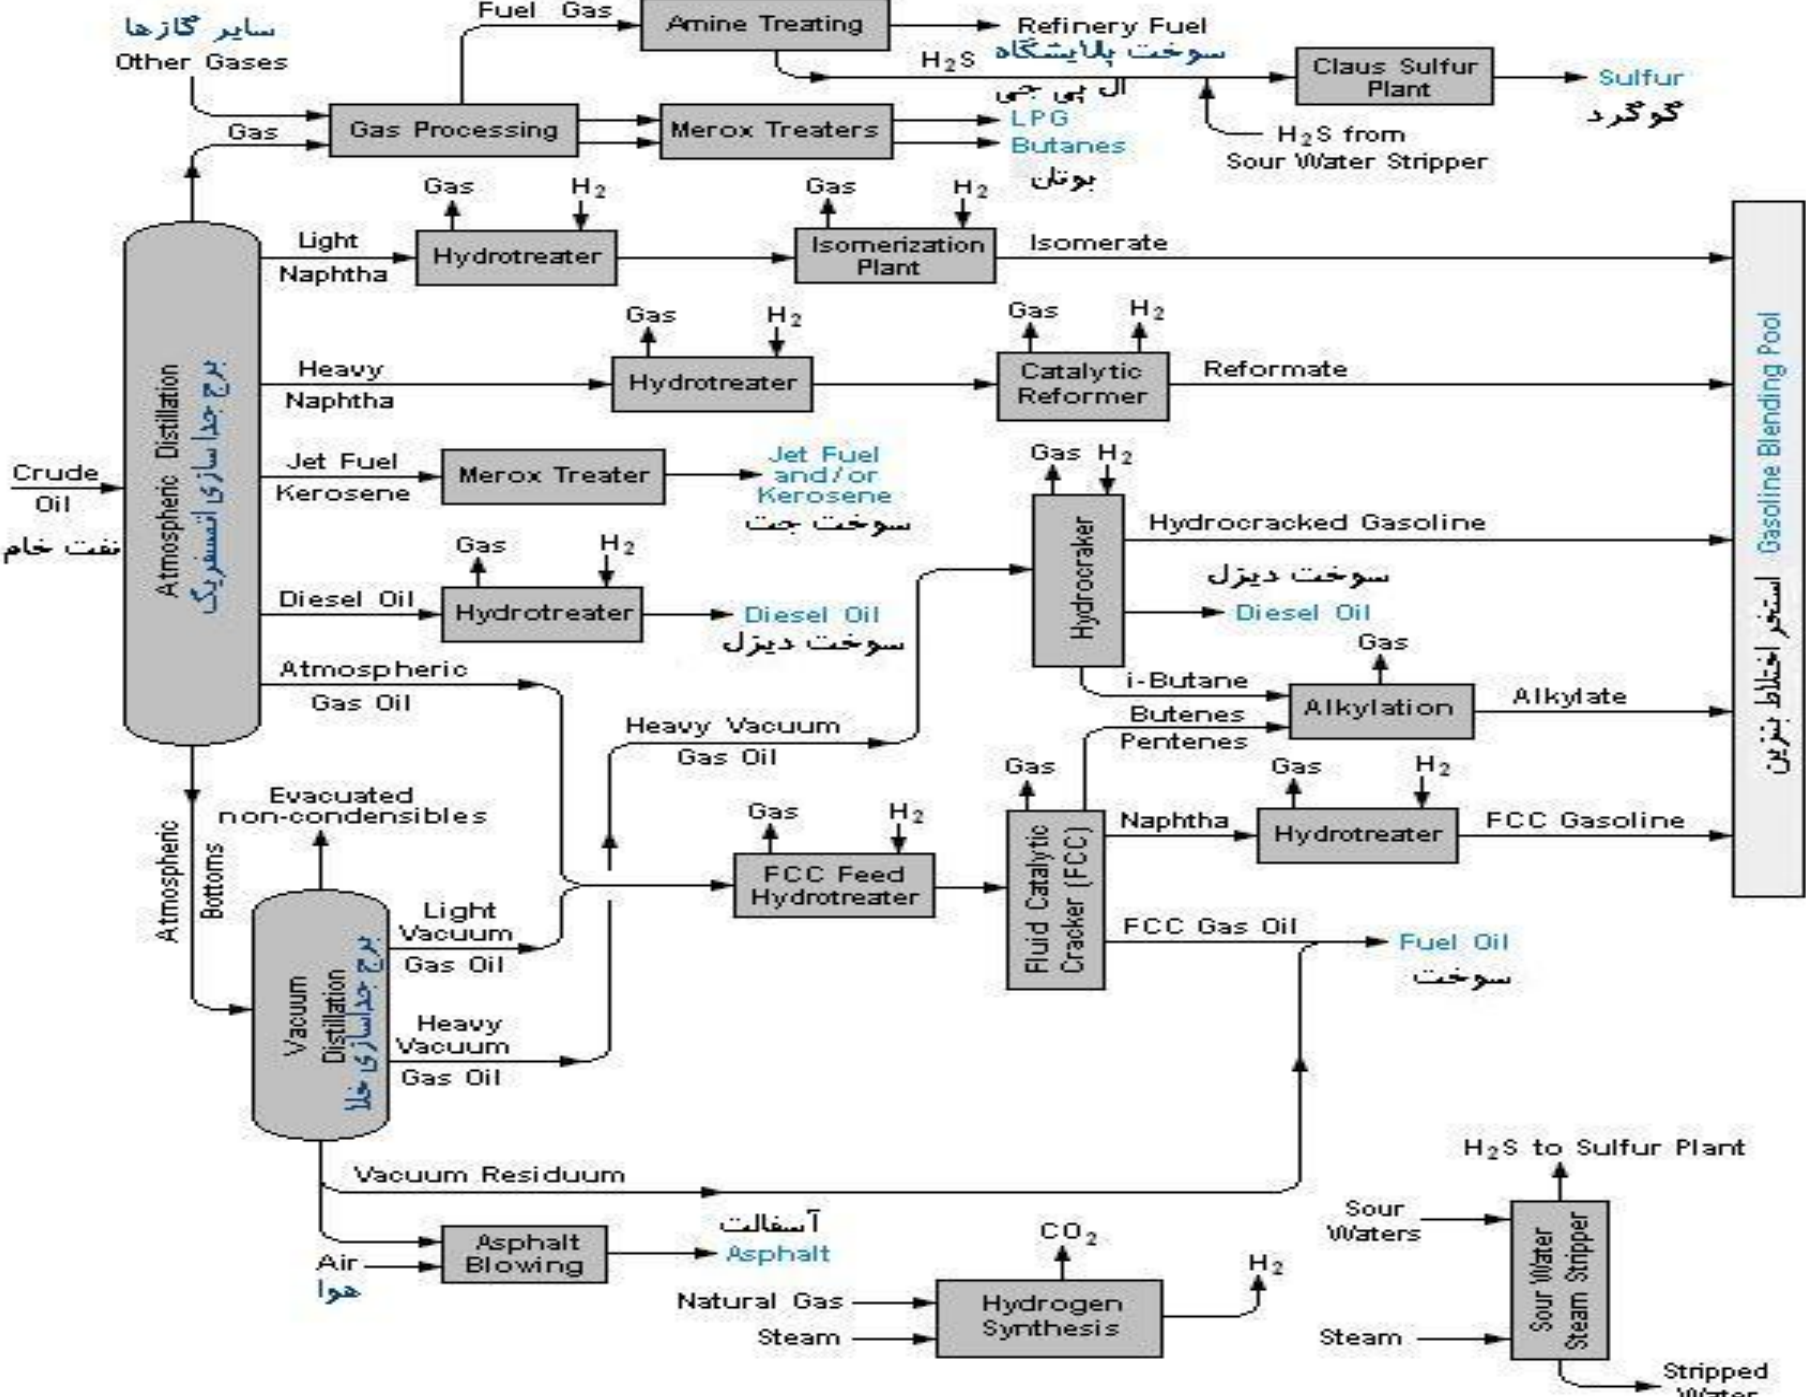 Fuel Gas
Amine Treating
Refinery Fuel
سوخت پالایشگاه
سایر گازها
Other Gases
H2S
Claus Sulfur
Plant
Sulfur
گوگرد
ال پی جی
LPG
Gas
Gas Processing
Merox Treaters
Butanes
بوتان
H2S from
Sour Water Stripper
Gas
H2
Gas
H2
Light
Naphtha
Hydrotreater
Isomerization
Plant
Isomerate
Gas
H2
Gas
H2
Heavy
Naphtha
Hydrotreater
Catalytic
Reformer
Reformate
Crude
Oil
نفت خام
Atmospheric Distillation
برج جداسازی اتمسفریک
Jet Fuel
Kerosene
Merox Treater
Jet Fuel
and/or
Kerosene
سوخت جت
Gas
H2
Hydrocraker
Hydrocracked Gasoline
سوخت دیزل
Diesel Oil
Gas
H2
Diesel Oil
Hydrotreater
Diesel Oil
سوخت دیزل
Gas
i-Butane
Butenes
Pentenes
Alkylation
Alkylate
Gasoline Blending Pool
استخر اختلاط بنزین
Atmospheric
Gas Oil
Heavy Vacuum
Gas Oil
Atmospheric
Bottoms
Evacuated
non-condensibles
Gas
H2
FCC Feed
Hydrotreater
Gas
Fluid Catalytic
Cracker (FCC)
Naphtha
Gas
H2
Hydrotreater
FCC Gasoline
FCC Gas Oil
Fuel Oil
سوخت
Light
Vacuum
Gas Oil
Vacuum
Distillation
برج جداسازی خلا
Heavy
Vacuum
Gas Oil
Vacuum Residuum
Air
هوا
Asphalt
Blowing
آسفالت
Asphalt
Natural Gas
Steam
CO2
Hydrogen
Synthesis
H2
H2S to Sulfur Plant
Sour
Waters
Steam
Sour Water
Steam Stripper
Stripped
Water